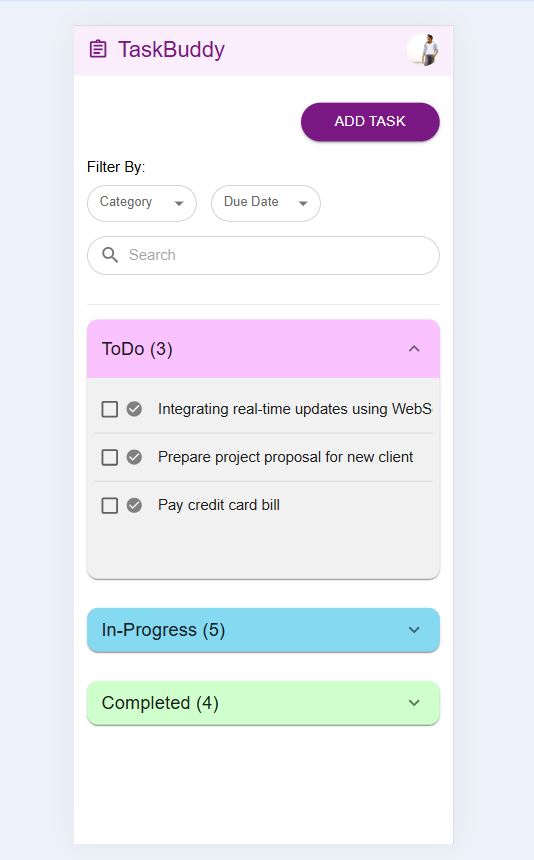 TaskBuddy
ADD TASK
Filter By:
Category Due Date
Search
ToDo (3)
Integrating real-time updates using WebS
Prepare project proposal for new client
Pay credit card bill
In-Progress (5)
Completed (4)